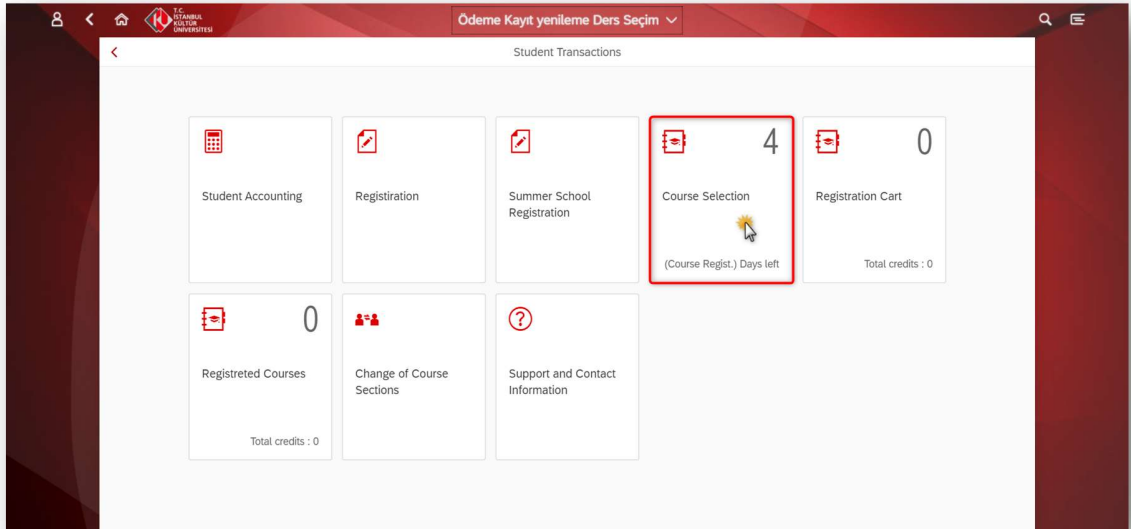 T.C.
İSTANBUL
KÜLTÜR
ÜNİVERSİTESİ
Ödeme Kayıt yenileme Ders Seçim
Student Transactions
Student Accounting
Registiration
Summer School
Registration
4
Course Selection
(Course Regist.) Days left
0
Registration Cart
Total credits : 0
0
Registreted Courses
Total credits : 0
Change of Course
Sections
Support and Contact
Information